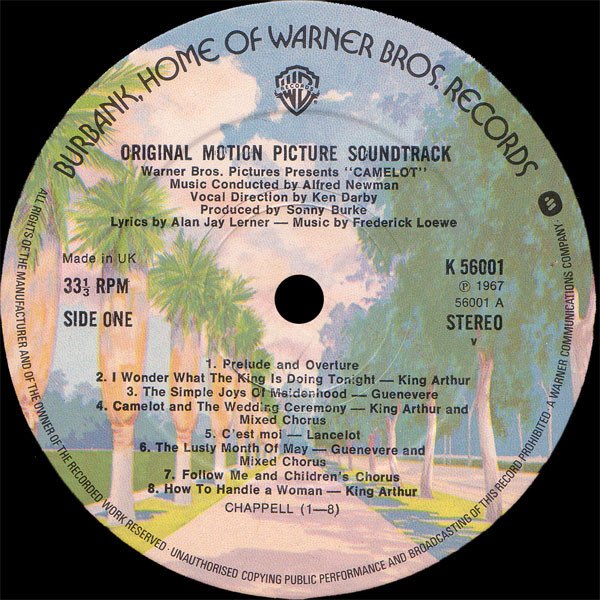 BURBANK, HOME OF WARNER BROS. RECORDS
RECORDS
ORIGINAL MOTION PICTURE SOUNDTRACK
Warner Bros. Pictures Presents "CAMELOT"
Music Conducted by Alfred Newman
Vocal Direction by Ken Darby
Produced by Sonny Burke
Lyrics by Alan Jay Lerner — Music by Frederick Loewe
Made in UK
33⅓ RPM
SIDE ONE
K 56001
Ⓟ 1967
56001 A
STEREO
v
1. Prelude and Overture
2. I Wonder What The King Is Doing Tonight — King Arthur
3. The Simple Joys Of Maidenhood — Guenevere
4. Camelot and The Wedding Ceremony — King Arthur and
Mixed Chorus
5. C'est moi — Lancelot
6. The Lusty Month Of May — Guenevere and
Mixed Chorus
7. Follow Me and Children's Chorus
8. How To Handle a Woman — King Arthur
CHAPPELL (1—8)
ALL RIGHTS OF THE MANUFACTURER AND OF THE OWNER OF THE RECORDED WORK RESERVED · UNAUTHORISED COPYING PUBLIC PERFORMANCE AND BROADCASTING OF THIS RECORD PROHIBITED · A WARNER COMMUNICATIONS COMPANY